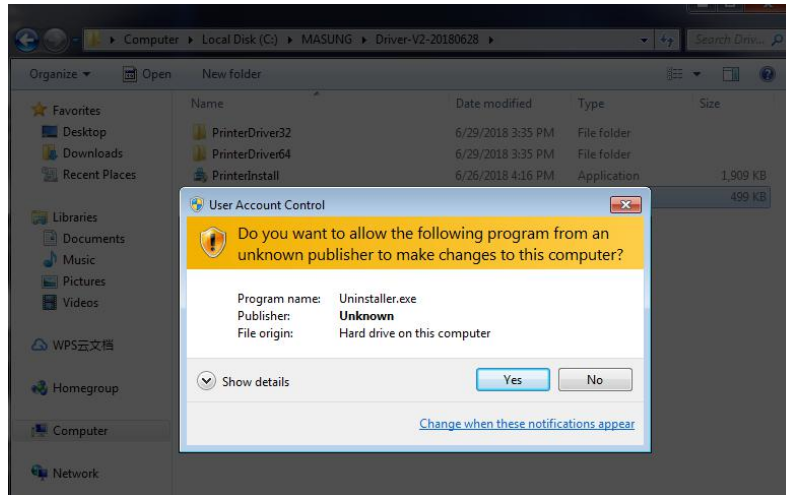 Computer ▸ Local Disk (C:) ▸ MASUNG ▸ Driver-V2-20180628 ▸
Search Driv...
Organize
Open
New folder
Name
Date modified
Type
Size
Favorites
Desktop
Downloads
Recent Places
Libraries
Documents
Music
Pictures
Videos
WPS云文档
Homegroup
Computer
Network
PrinterDriver32
6/29/2018 3:35 PM
File folder
PrinterDriver64
6/29/2018 3:35 PM
File folder
PrinterInstall
6/26/2018 4:16 PM
Application
1,909 KB
499 KB
User Account Control
Do you want to allow the following program from an
unknown publisher to make changes to this computer?
Program name: Uninstaller.exe
Publisher: Unknown
File origin: Hard drive on this computer
Show details
Yes
No
Change when these notifications appear